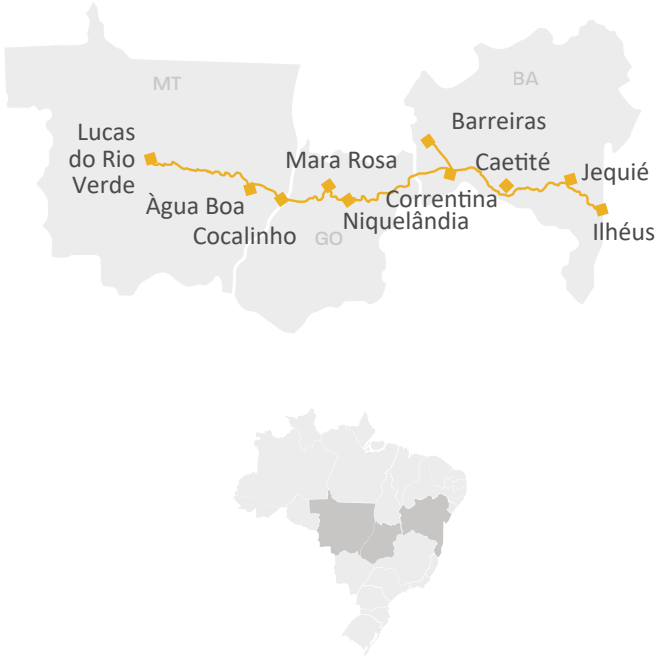 MT
BA
Lucas
do Rio
Verde
Àgua Boa
Cocalinho
Mara Rosa
GO
Niquelândia
Barreiras
Correntina
Caetité
Jequié
Ilhéus